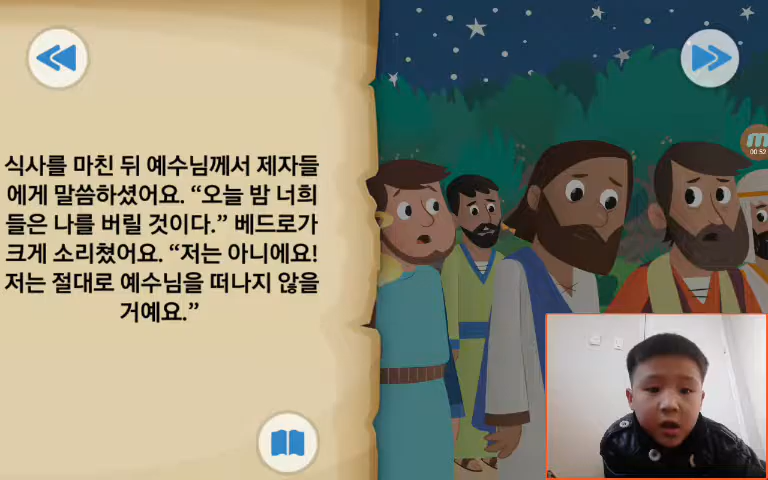 식사를 마친 뒤 예수님께서 제자들
에게 말씀하셨어요. “오늘 밤 너희
들은 나를 버릴 것이다.” 베드로가
크게 소리쳤어요. “저는 아니에요!
저는 절대로 예수님을 떠나지 않을
거예요.”
00:52